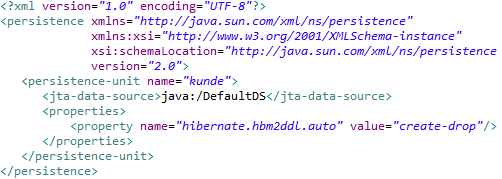 <?xml version="1.0" encoding="UTF-8"?>
<persistence xmlns="http://java.sun.com/xml/ns/persistence"
xmlns:xsi="http://www.w3.org/2001/XMLSchema-instance"
xsi:schemaLocation="http://java.sun.com/xml/ns/persistence
version="2.0">
<persistence-unit name="kunde">
<jta-data-source>java:/DefaultDS</jta-data-source>
<properties>
<property name="hibernate.hbm2ddl.auto" value="create-drop"/>
</properties>
</persistence-unit>
</persistence>